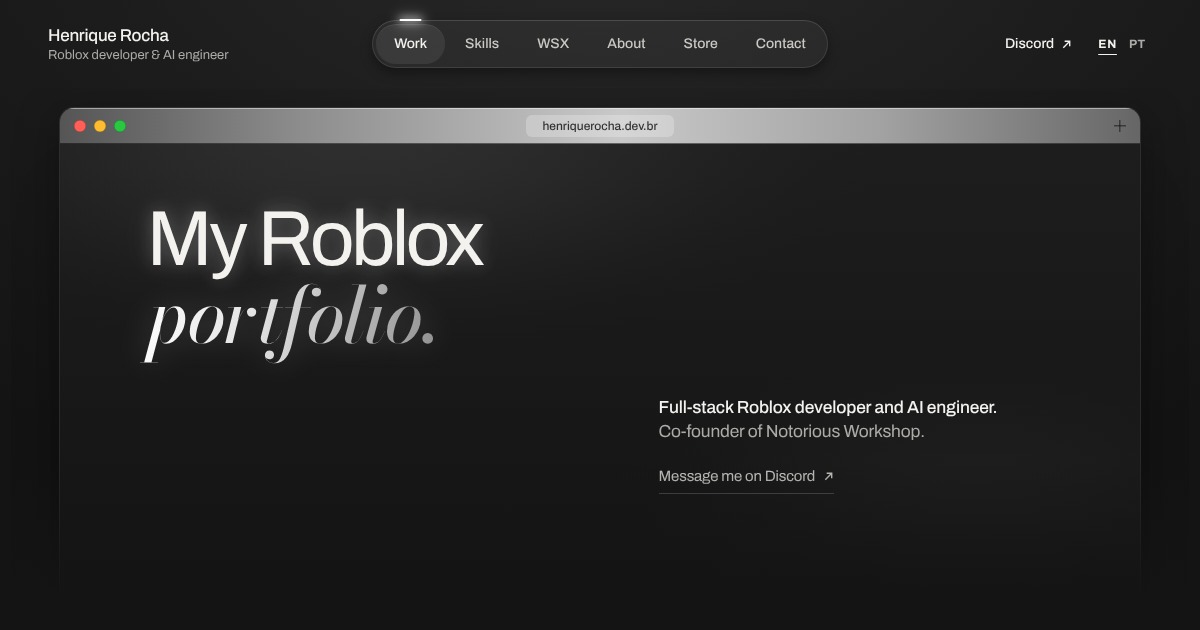 Henrique Rocha
Roblox developer & AI engineer
Work Skills WSX About Store Contact
Discord ↗ EN PT
henriquerocha.dev.br
My Roblox
portfolio.
Full-stack Roblox developer and AI engineer.
Co-founder of Notorious Workshop.
Message me on Discord ↗